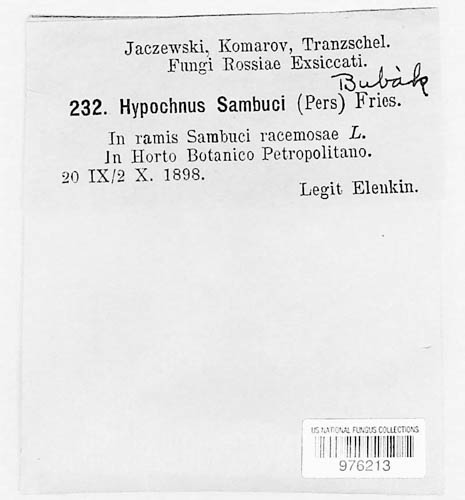 Jaczewski, Komarov, Tranzschel.
Fungi Rossiae Exsiccati.
Bubák
232. Hypochnus Sambuci (Pers) Fries.
In ramis Sambuci racemosae L.
In Horto Botanico Petropolitano.
20 IX/2 X. 1898.
Legit Elenkin.
US NATIONAL FUNGUS COLLECTIONS
976213